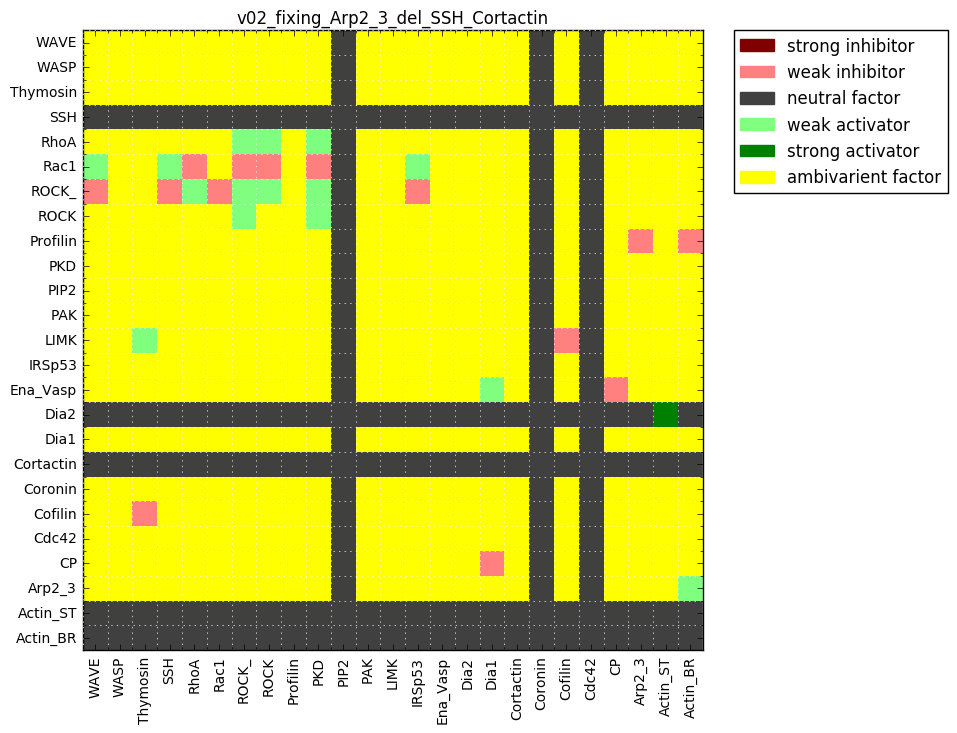 v02_fixing_Arp2_3_del_SSH_Cortactin
WAVE
WASP
Thymosin
SSH
RhoA
Rac1
ROCK_
ROCK
Profilin
PKD
PIP2
PAK
LIMK
IRSp53
Ena_Vasp
Dia2
Dia1
Cortactin
Coronin
Cofilin
Cdc42
CP
Arp2_3
Actin_ST
Actin_BR
WAVE
WASP
Thymosin
SSH
RhoA
Rac1
ROCK_
ROCK
Profilin
PKD
PIP2
PAK
LIMK
IRSp53
Ena_Vasp
Dia2
Dia1
Cortactin
Coronin
Cofilin
Cdc42
CP
Arp2_3
Actin_ST
Actin_BR
strong inhibitor
weak inhibitor
neutral factor
weak activator
strong activator
ambivarient factor